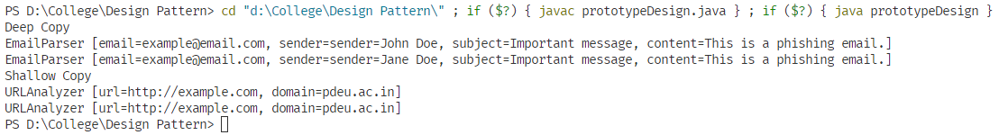 PS D:\College\Design Pattern> cd "d:\College\Design Pattern\" ; if ($?) { javac prototypeDesign.java } ; if ($?) { java prototypeDesign }
Deep Copy
EmailParser [email=example@email.com, sender=sender=John Doe, subject=Important message, content=This is a phishing email.]
EmailParser [email=example@email.com, sender=sender=Jane Doe, subject=Important message, content=This is a phishing email.]
Shallow Copy
URLAnalyzer [url=http://example.com, domain=pdeu.ac.in]
URLAnalyzer [url=http://example.com, domain=pdeu.ac.in]
PS D:\College\Design Pattern>